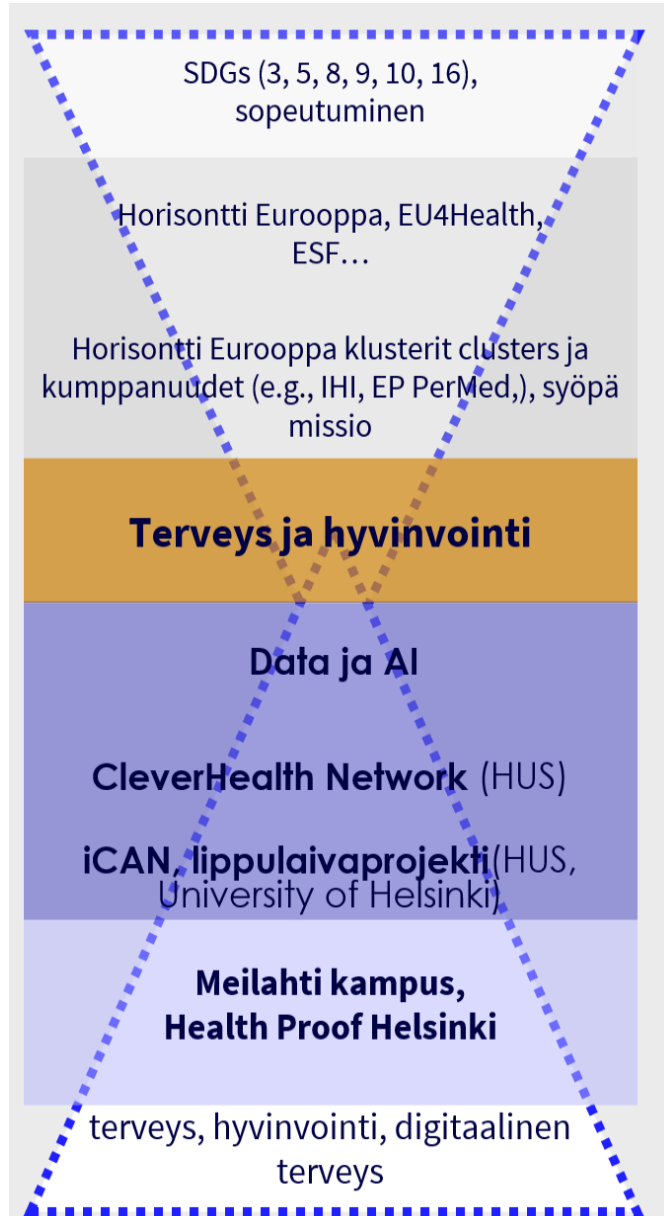 SDGs (3, 5, 8, 9, 10, 16),
sopeutuminen
Horisontti Eurooppa, EU4Health,
ESF…
Horisontti Eurooppa klusterit clusters ja
kumppanuudet (e.g., IHI, EP PerMed,), syöpä
missio
Terveys ja hyvinvointi
Data ja AI
CleverHealth Network (HUS)
iCAN, lippulaivaprojekti(HUS,
University of Helsinki)
Meilahti kampus,
Health Proof Helsinki
terveys, hyvinvointi, digitaalinen
terveys